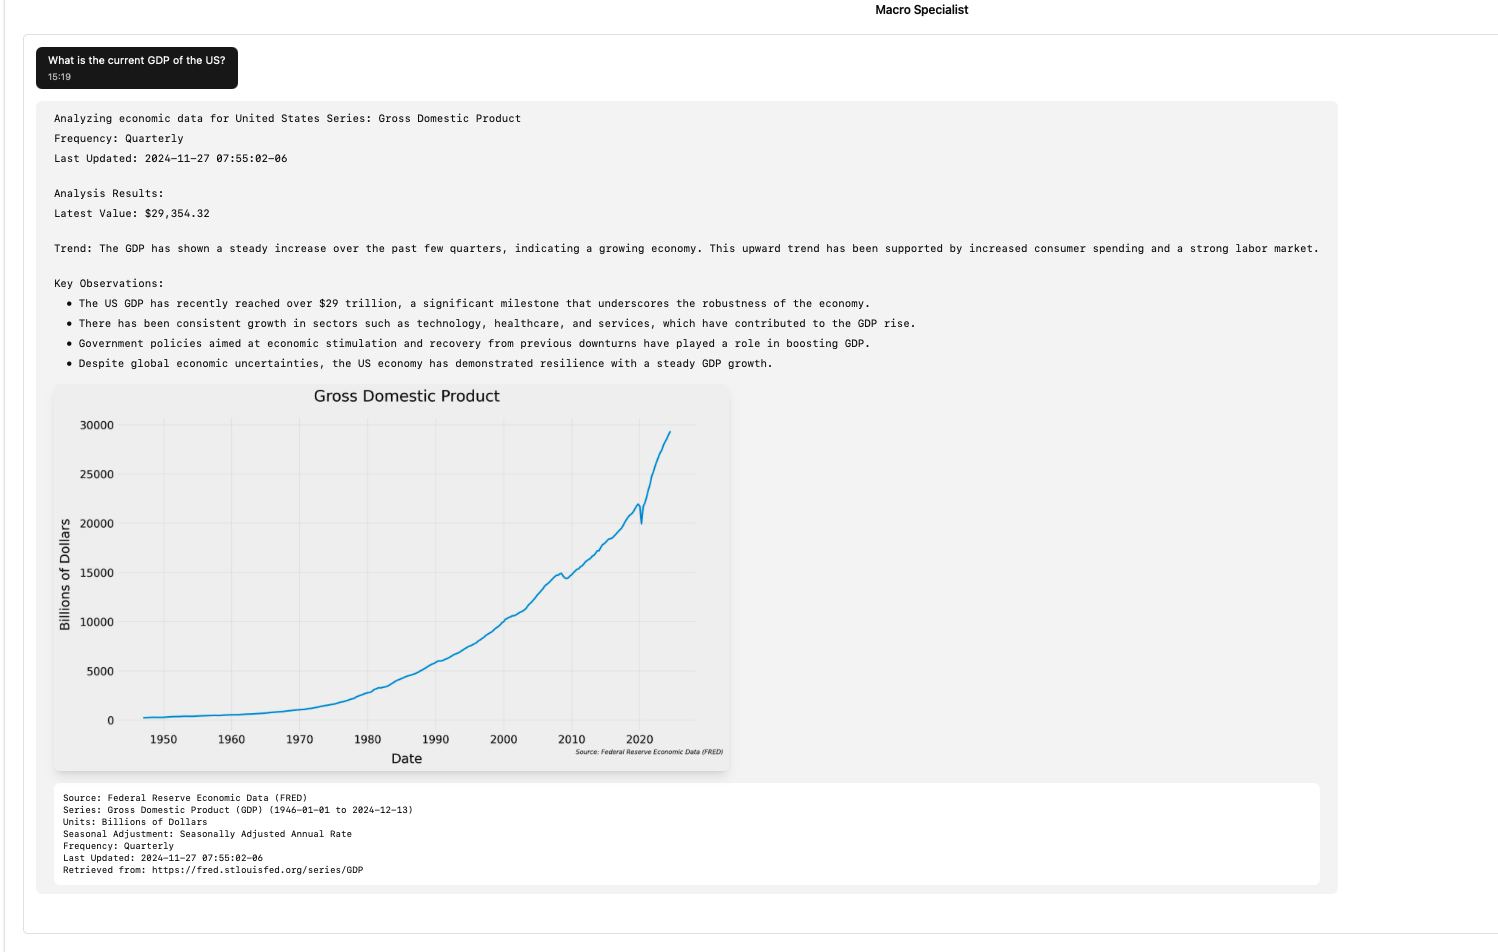 Macro Specialist
What is the current GDP of the US?
15:19
Analyzing economic data for United States Series: Gross Domestic Product
Frequency: Quarterly
Last Updated: 2024-11-27 07:55:02-06
Analysis Results:
Latest Value: $29,354.32
Trend: The GDP has shown a steady increase over the past few quarters, indicating a growing economy. This upward trend has been supported by increased consumer spending and a strong labor market.
Key Observations:
• The US GDP has recently reached over $29 trillion, a significant milestone that underscores the robustness of the economy.
• There has been consistent growth in sectors such as technology, healthcare, and services, which have contributed to the GDP rise.
• Government policies aimed at economic stimulation and recovery from previous downturns have played a role in boosting GDP.
• Despite global economic uncertainties, the US economy has demonstrated resilience with a steady GDP growth.
Gross Domestic Product
30000
25000
20000
15000
10000
5000
0
Billions of Dollars
1950 1960 1970 1980 1990 2000 2010 2020
Source: Federal Reserve Economic Data (FRED)
Date
Source: Federal Reserve Economic Data (FRED)
Series: Gross Domestic Product (GDP) (1946-01-01 to 2024-12-13)
Units: Billions of Dollars
Seasonal Adjustment: Seasonally Adjusted Annual Rate
Frequency: Quarterly
Last Updated: 2024-11-27 07:55:02-06
Retrieved from: https://fred.stlouisfed.org/series/GDP